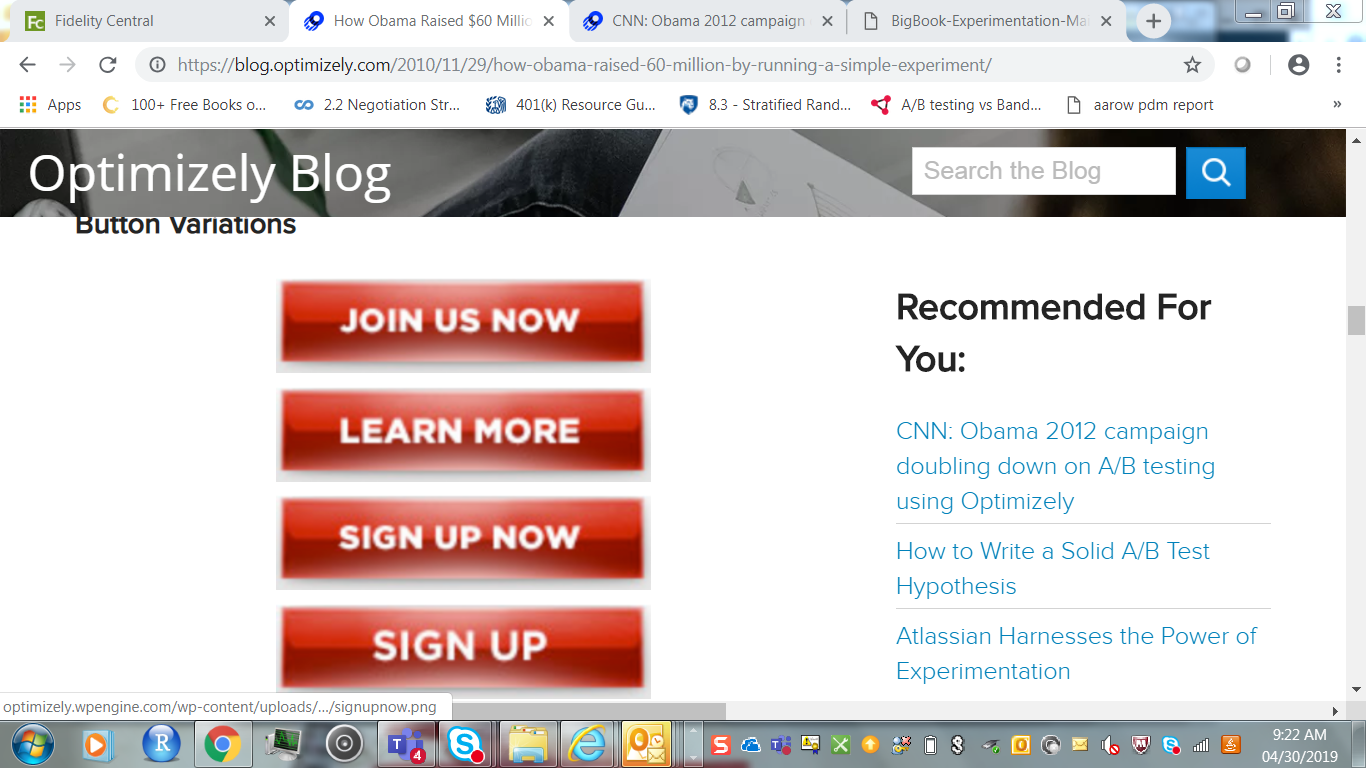 Fidelity Central
How Obama Raised $60 Millio
CNN: Obama 2012 campaign
BigBook-Experimentation-Mai
https://blog.optimizely.com/2010/11/29/how-obama-raised-60-million-by-running-a-simple-experiment/
Apps
100+ Free Books o...
2.2 Negotiation Str...
401(k) Resource Gu...
8.3 - Stratified Rand...
A/B testing vs Band...
aarow pdm report
»
Optimizely Blog
Search the Blog
Button Variations
JOIN US NOW
LEARN MORE
SIGN UP NOW
SIGN UP
Recommended For
You:
CNN: Obama 2012 campaign
doubling down on A/B testing
using Optimizely
How to Write a Solid A/B Test
Hypothesis
Atlassian Harnesses the Power of
Experimentation
optimizely.wpengine.com/wp-content/uploads/.../signupnow.png
9:22 AM
04/30/2019